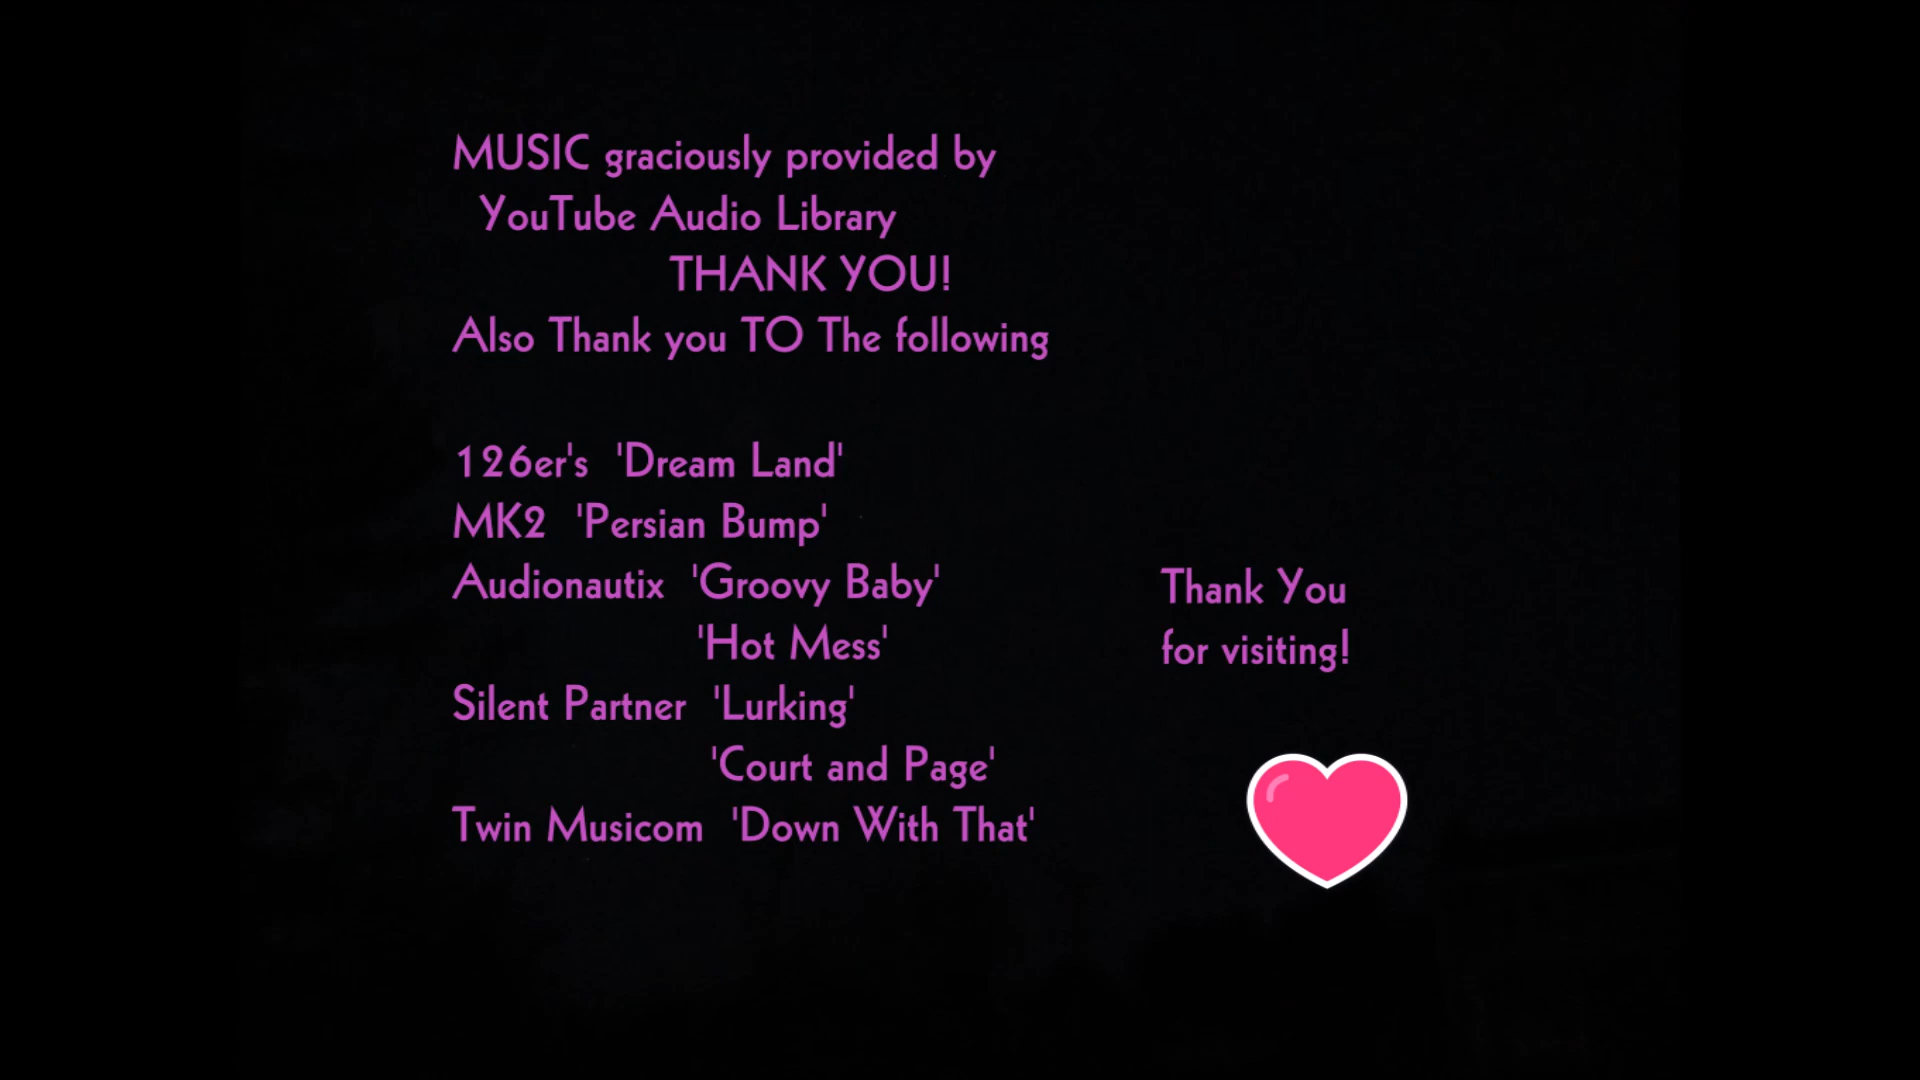 MUSIC graciously provided by
YouTube Audio Library
THANK YOU!
Also Thank you TO The following
126er's 'Dream Land'
MK2 'Persian Bump'
Audionautix 'Groovy Baby'
'Hot Mess'
Silent Partner 'Lurking'
'Court and Page'
Twin Musicom 'Down With That'
Thank You
for visiting!